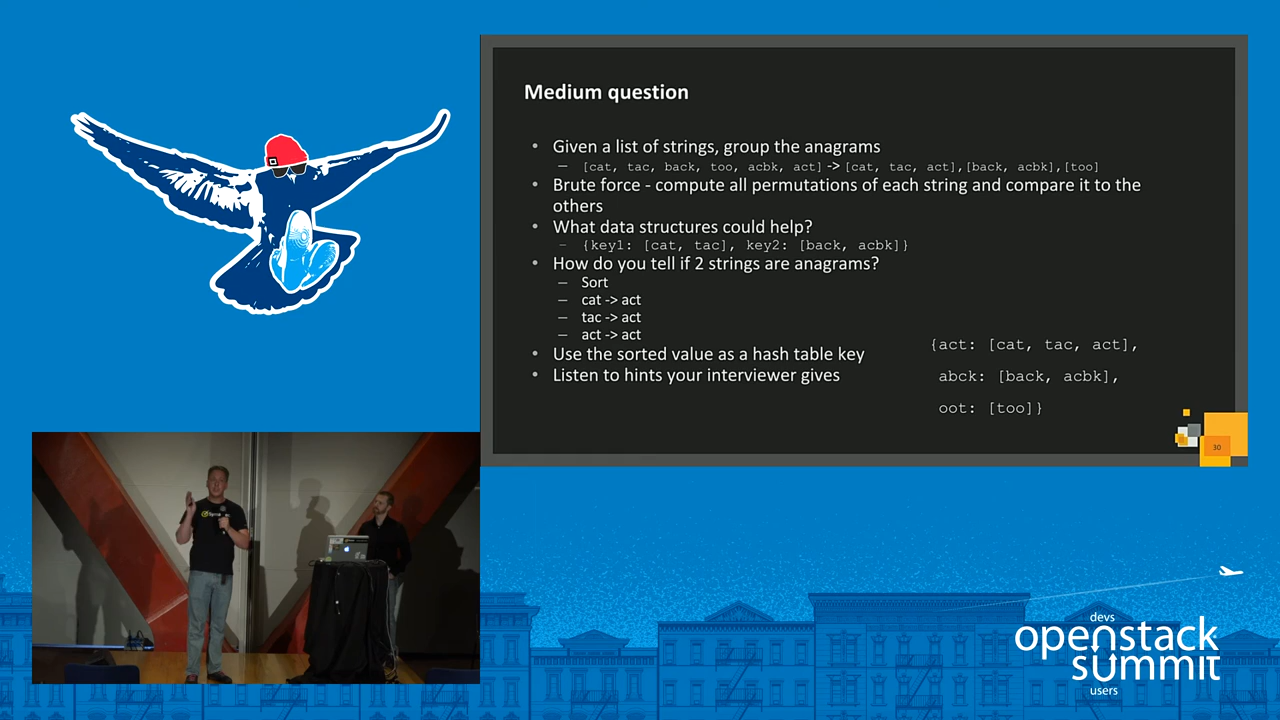 Medium question
• Given a list of strings, group the anagrams
– [cat, tac, back, too, acbk, act] -> [cat, tac, act],[back, acbk],[too]
• Brute force - compute all permutations of each string and compare it to the
others
• What data structures could help?
– {key1: [cat, tac], key2: [back, acbk]}
• How do you tell if 2 strings are anagrams?
– Sort
– cat -> act
– tac -> act
– act -> act
• Use the sorted value as a hash table key
• Listen to hints your interviewer gives
{act: [cat, tac, act],
abck: [back, acbk],
oot: [too]}
30
devs
openstack
summit
users